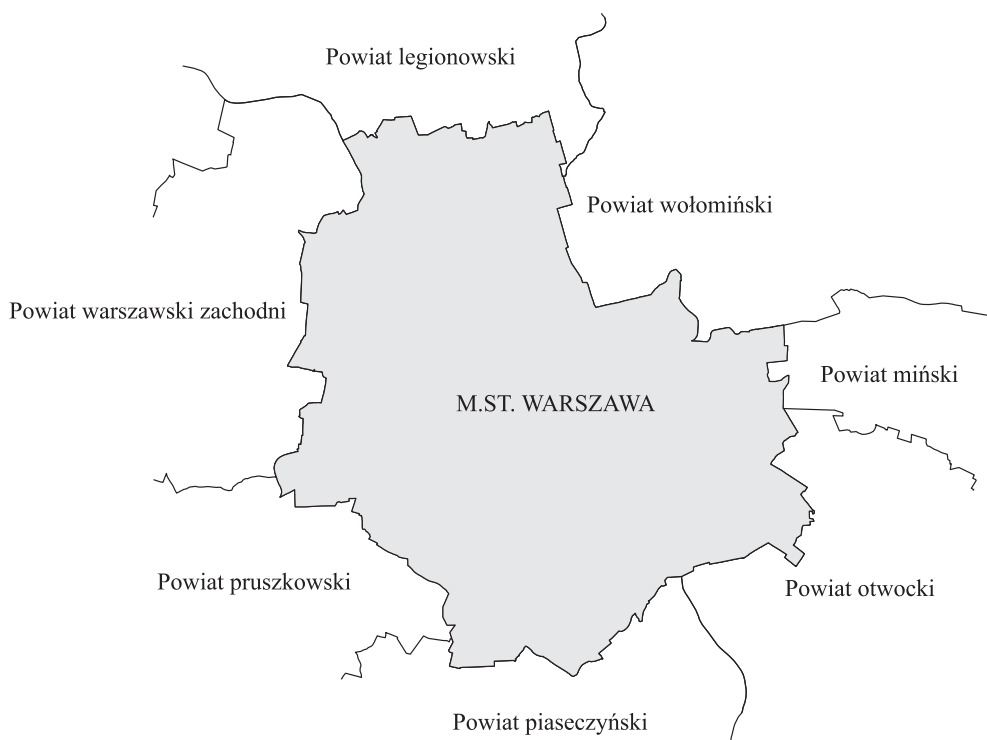 Powiat legionowski
Powiat wołomiński
Powiat warszawski zachodni
Powiat miński
M.ST. WARSZAWA
Powiat pruszkowski
Powiat otwocki
Powiat piaseczyński